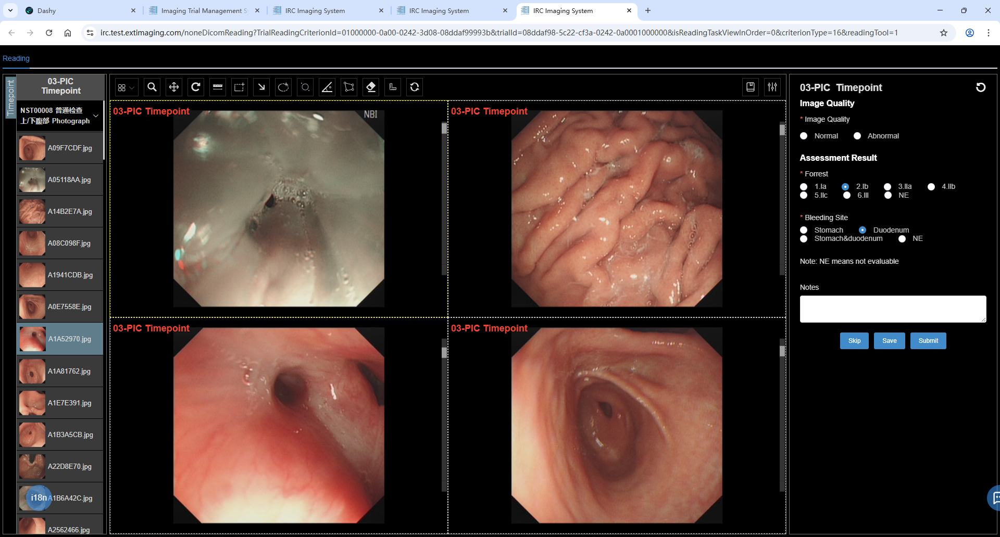 Dashy
Imaging Trial Management S
IRC Imaging System
IRC Imaging System
IRC Imaging System
irc.test.extimaging.com/noneDicomReading?TrialReadingCriterionId=01000000-0a00-0242-3d08-08ddaf99993b&trialId=08ddaf98-5c22-cf3a-0242-0a0001000000&isReadingTaskViewInOrder=0&criterionType=16&readingTool=1
Reading
Timepoint
03-PIC
Timepoint
NST00008 普通检查
上/下腹部 Photograph
A09F7CDF.jpg
A05118AA.jpg
A14B2E7A.jpg
A08C098F.jpg
A1941CDB.jpg
A0E7558E.jpg
A1A52970.jpg
A1A81762.jpg
A1E7E391.jpg
A1B3A5CB.jpg
A22D8E70.jpg
i18n
A1B6A42C.jpg
A2562466.jpg
03-PIC Timepoint
NBI
03-PIC Timepoint
03-PIC Timepoint
03-PIC Timepoint
03-PIC Timepoint
Image Quality
* Image Quality
Normal Abnormal
Assessment Result
* Forrest
1.Ia 2.Ib 3.IIa 4.IIb
5.IIc 6.III NE
* Bleeding Site
Stomach Duodenum
Stomach&duodenum NE
Note: NE means not evaluable
Notes
Skip Save Submit